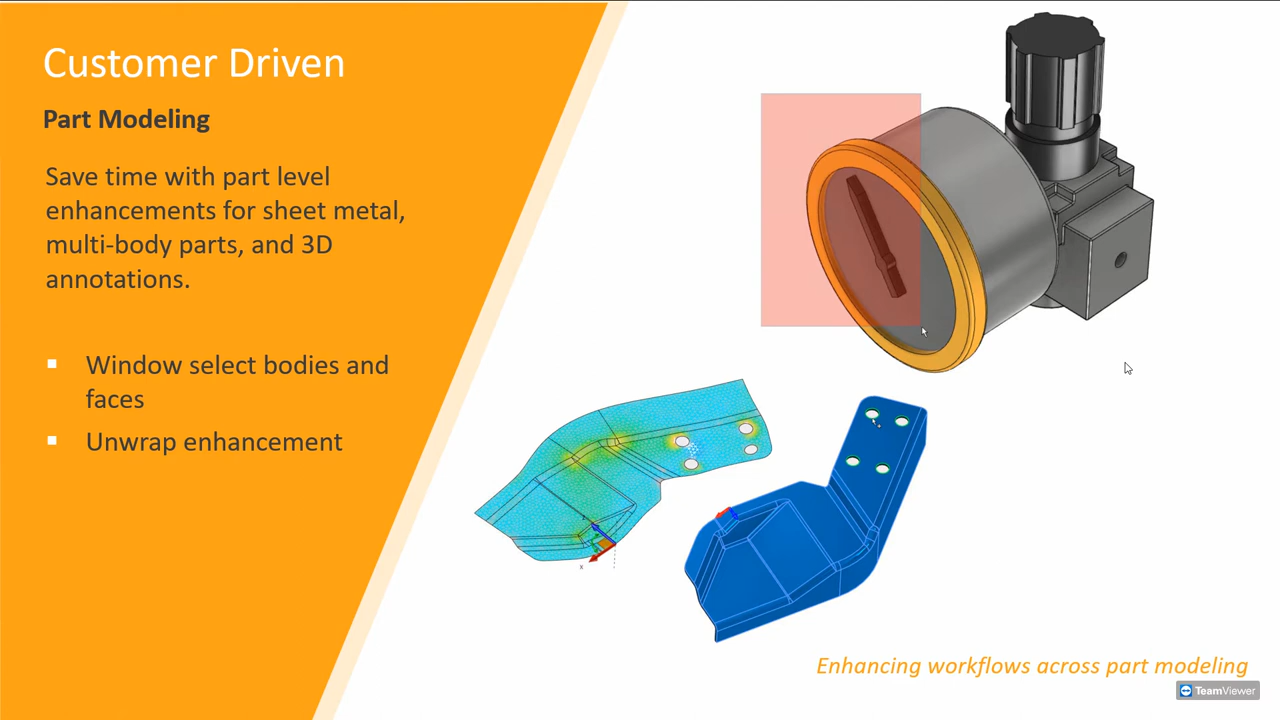 Customer Driven
Part Modeling
Save time with part level
enhancements for sheet metal,
multi-body parts, and 3D
annotations.
Window select bodies and
faces
Unwrap enhancement
x
Enhancing workflows across part modeling
TeamViewer